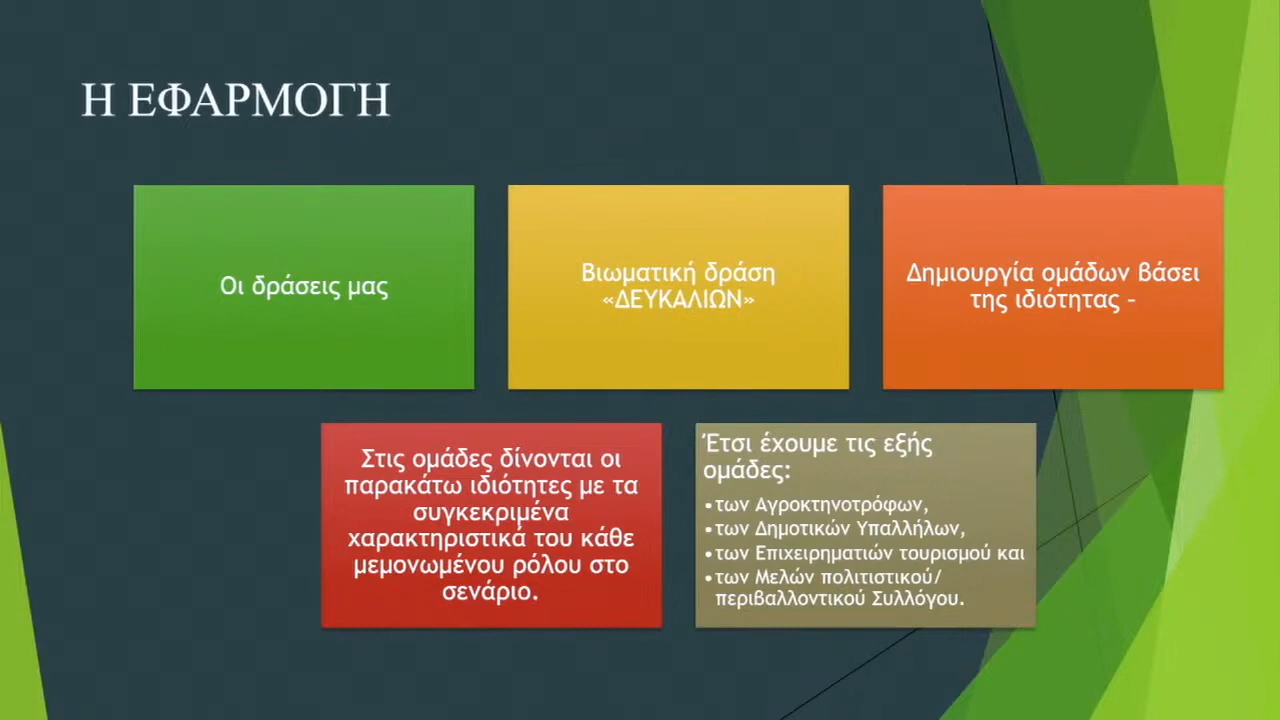 Η ΕΦΑΡΜΟΓΗ
Οι δράσεις μας
Βιωματική δράση
«ΔΕΥΚΑΛΙΩΝ»
Δημιουργία ομάδων βάσει
της ιδιότητας –
Στις ομάδες δίνονται οι
παρακάτω ιδιότητες με τα
συγκεκριμένα
χαρακτηριστικά του κάθε
μεμονωμένου ρόλου στο
σενάριο.
Έτσι έχουμε τις εξής
ομάδες:
•των Αγροκτηνοτρόφων,
•των Δημοτικών Υπαλλήλων,
•των Επιχειρηματιών τουρισμού και
•των Μελών πολιτιστικού/
περιβαλλοντικού Συλλόγου.